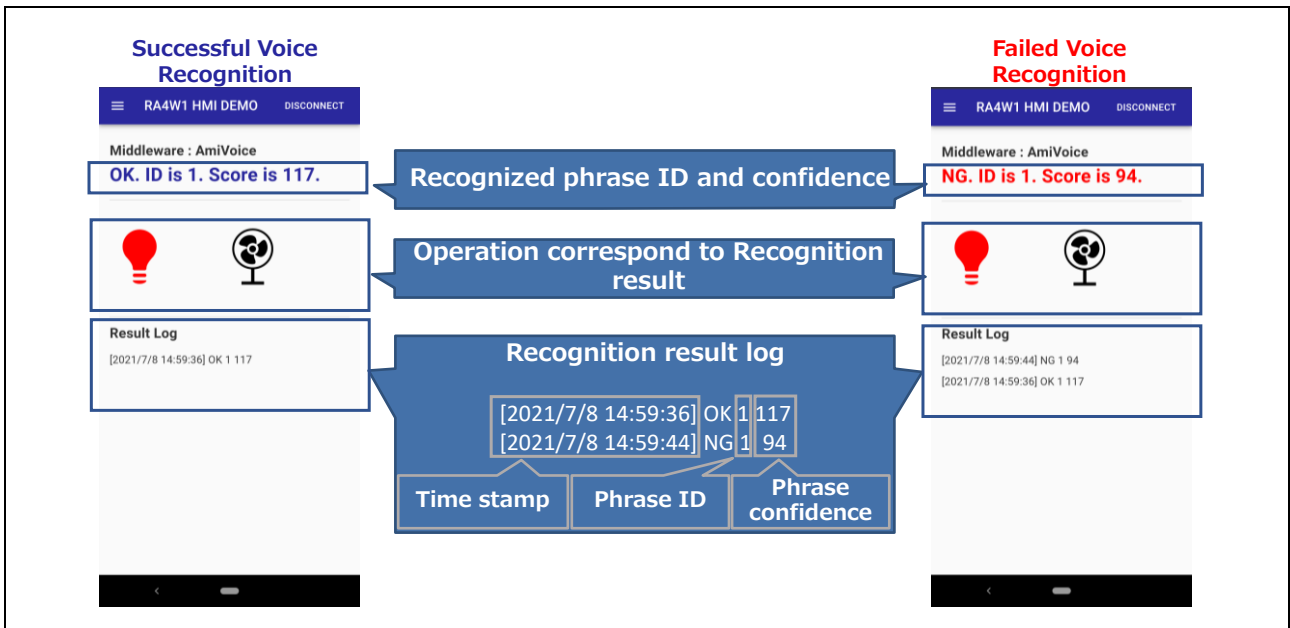 Successful Voice
Recognition
RA4W1 HMI DEMO DISCONNECT
Middleware : AmiVoice
OK. ID is 1. Score is 117.
Result Log
[2021/7/8 14:59:36] OK 1 117
Recognized phrase ID and confidence
Operation correspond to Recognition
result
Recognition result log
[2021/7/8 14:59:36] OK 1 117
[2021/7/8 14:59:44] NG 1 94
Time stamp
Phrase ID
Phrase
confidence
Failed Voice
Recognition
RA4W1 HMI DEMO DISCONNECT
Middleware : AmiVoice
NG. ID is 1. Score is 94.
Result Log
[2021/7/8 14:59:44] NG 1 94
[2021/7/8 14:59:36] OK 1 117